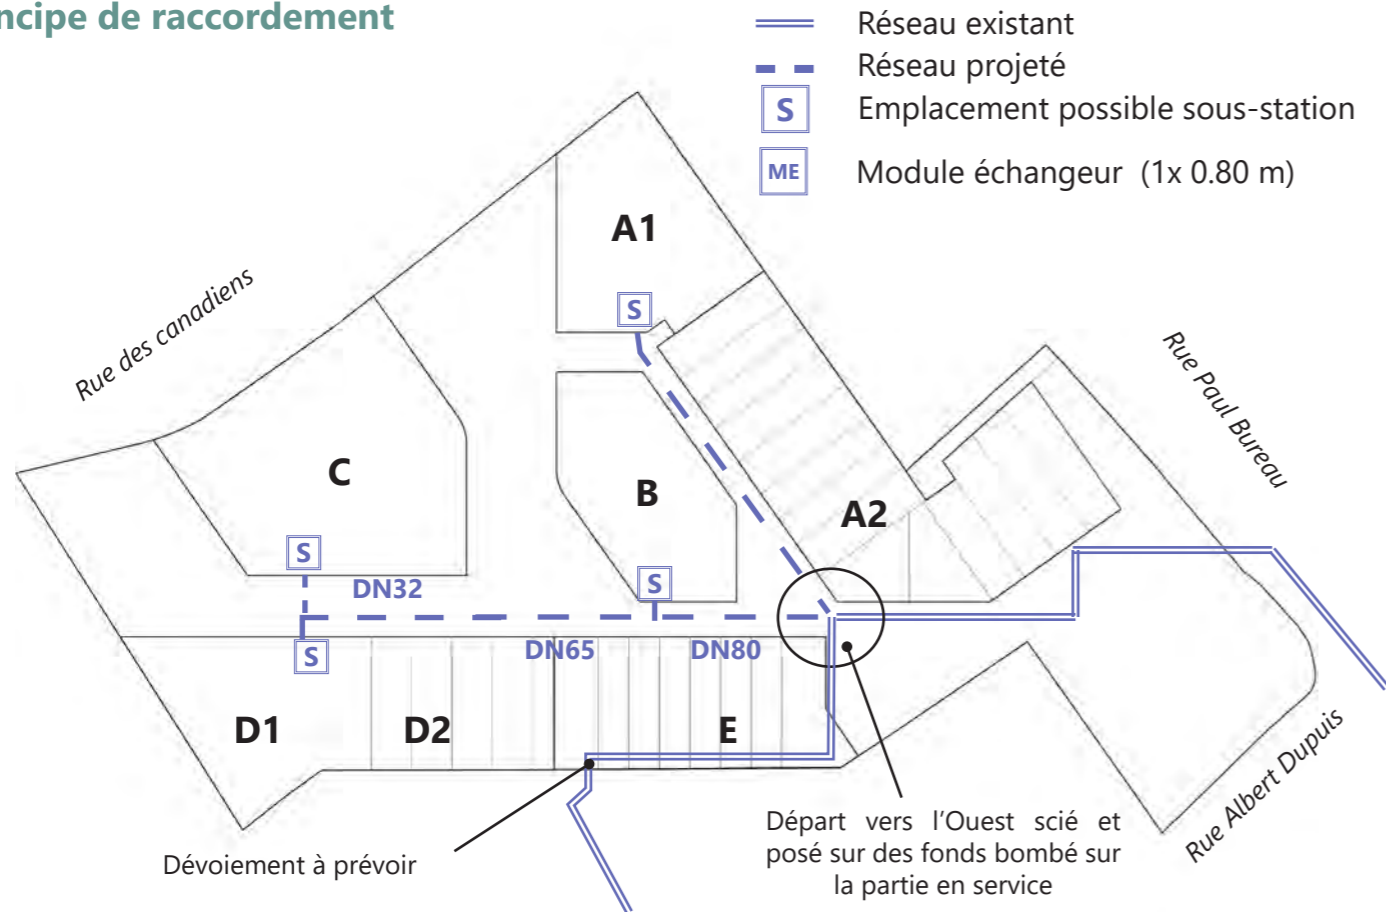 ncipe de raccordement
Réseau existant
Réseau projeté
S
Emplacement possible sous-station
ME
Module échangeur (1x 0.80 m)
A1
S
Rue des canadiens
Rue Paul Bureau
C
B
A2
S
S
DN32
DN65
DN80
S
D1
D2
E
Rue Albert Dupuis
Dévoiement à prévoir
Départ vers l'Ouest scié et
posé sur des fonds bombé sur
la partie en service